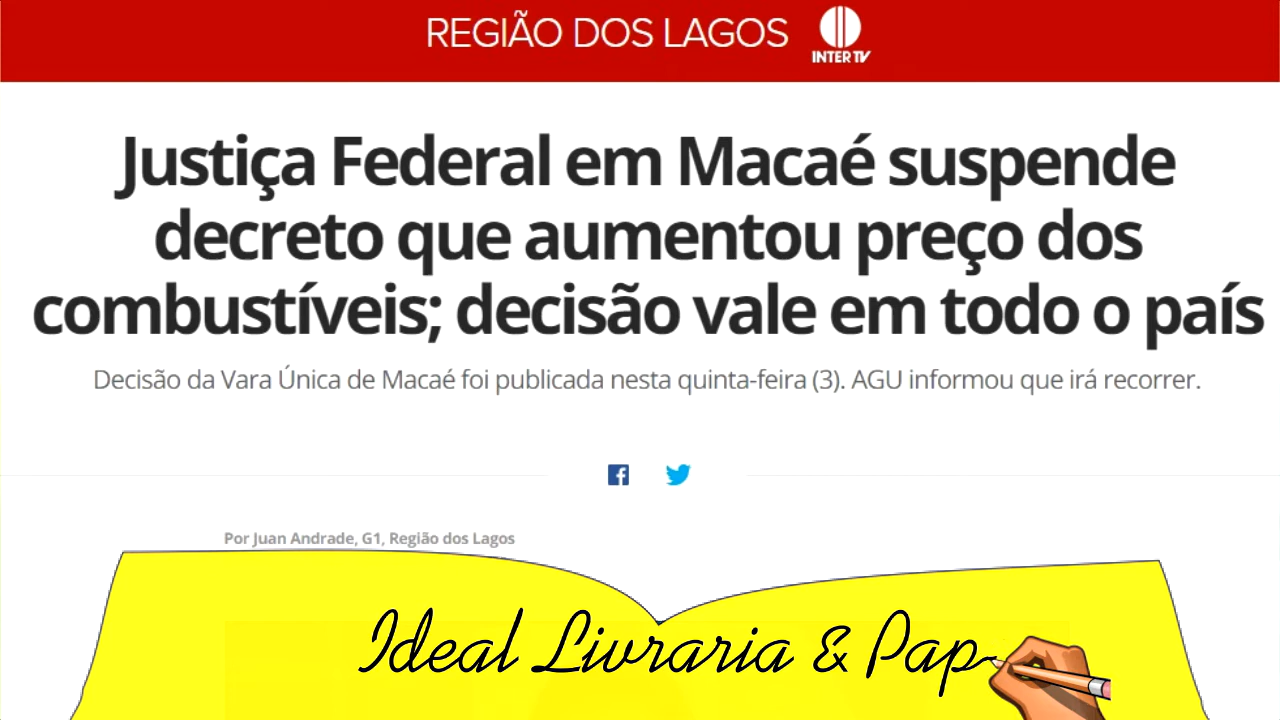 REGIÃO DOS LAGOS
INTER TV
Justiça Federal em Macaé suspende
decreto que aumentou preço dos
combustíveis; decisão vale em todo o país
Decisão da Vara Única de Macaé foi publicada nesta quinta-feira (3). AGU informou que irá recorrer.
Por Juan Andrade, G1, Região dos Lagos
Ideal Livraria & Pap